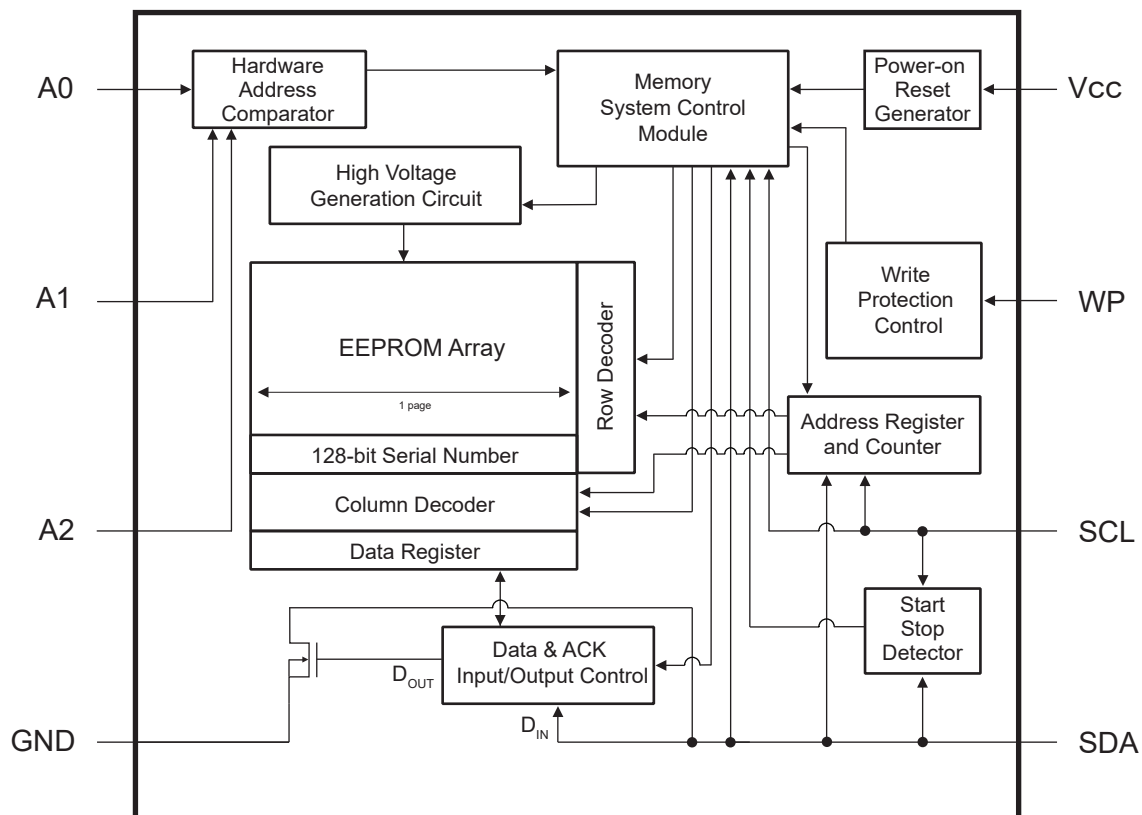 A0
Hardware
Address
Comparator
Memory
System Control
Module
Power-on
Reset
Generator
Vcc
High Voltage
Generation Circuit
A1
EEPROM Array
1 page
Row Decoder
Write
Protection
Control
WP
128-bit Serial Number
Address Register
and Counter
Column Decoder
A2
SCL
Data Register
Start
Stop
Detector
Data & ACK
Input/Output Control
DOUT
DIN
GND
SDA